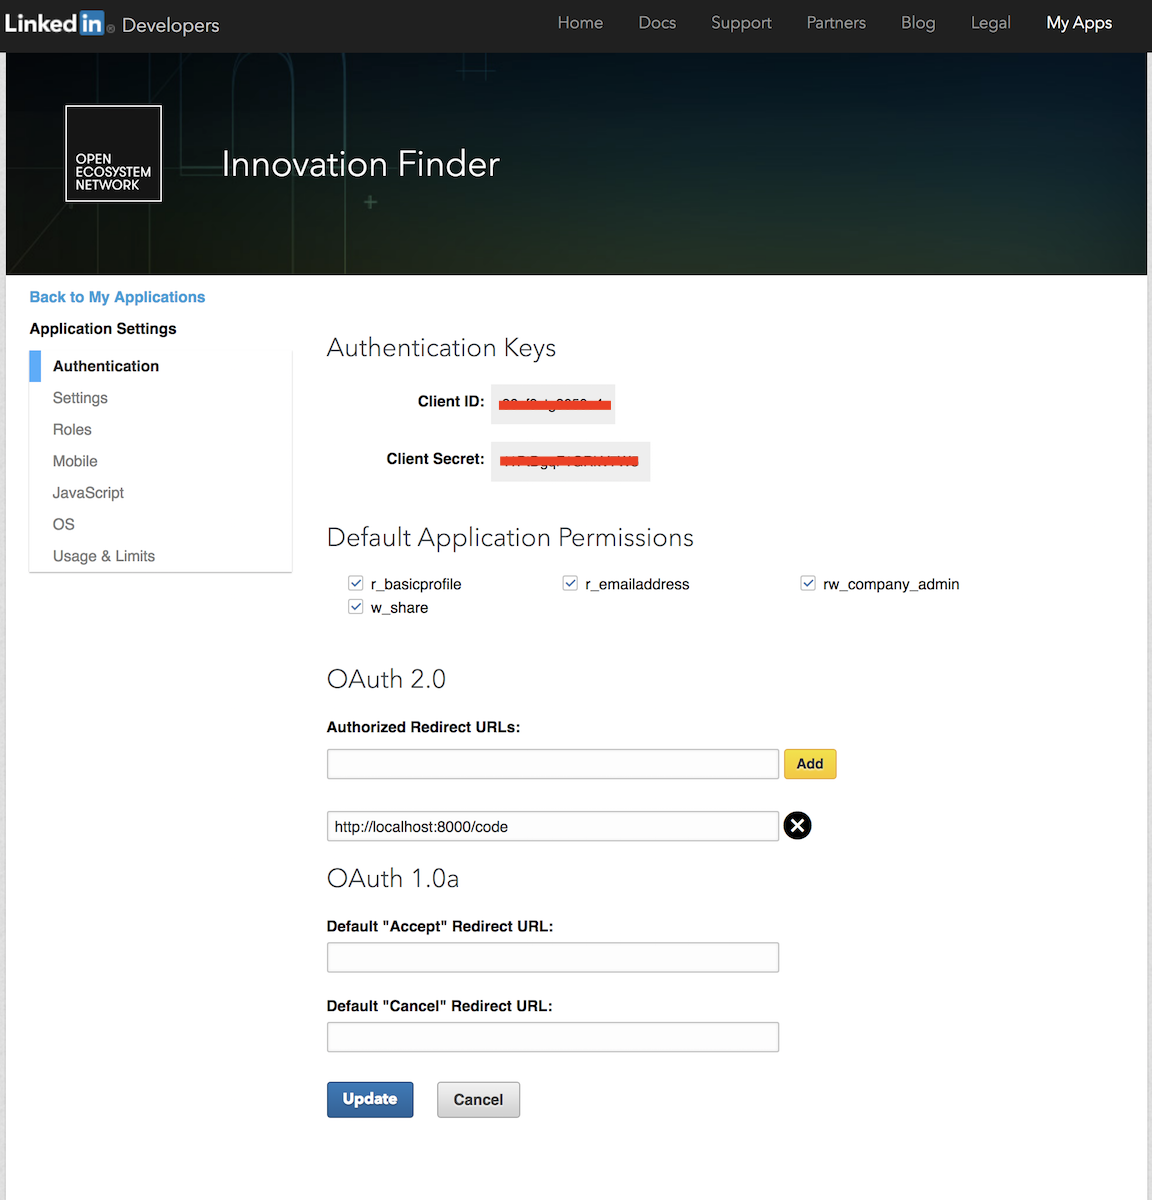 Linked in Developers
Home Docs Support Partners Blog Legal My Apps
OPEN
ECOSYSTEM
NETWORK
Innovation Finder
Back to My Applications
Application Settings
Authentication
Settings
Roles
Mobile
JavaScript
OS
Usage & Limits
Authentication Keys
Client ID:
Client Secret:
Default Application Permissions
r_basicprofile r_emailaddress rw_company_admin
w_share
OAuth 2.0
Authorized Redirect URLs:
Add
http://localhost:8000/code
OAuth 1.0a
Default "Accept" Redirect URL:
Default "Cancel" Redirect URL:
Update Cancel